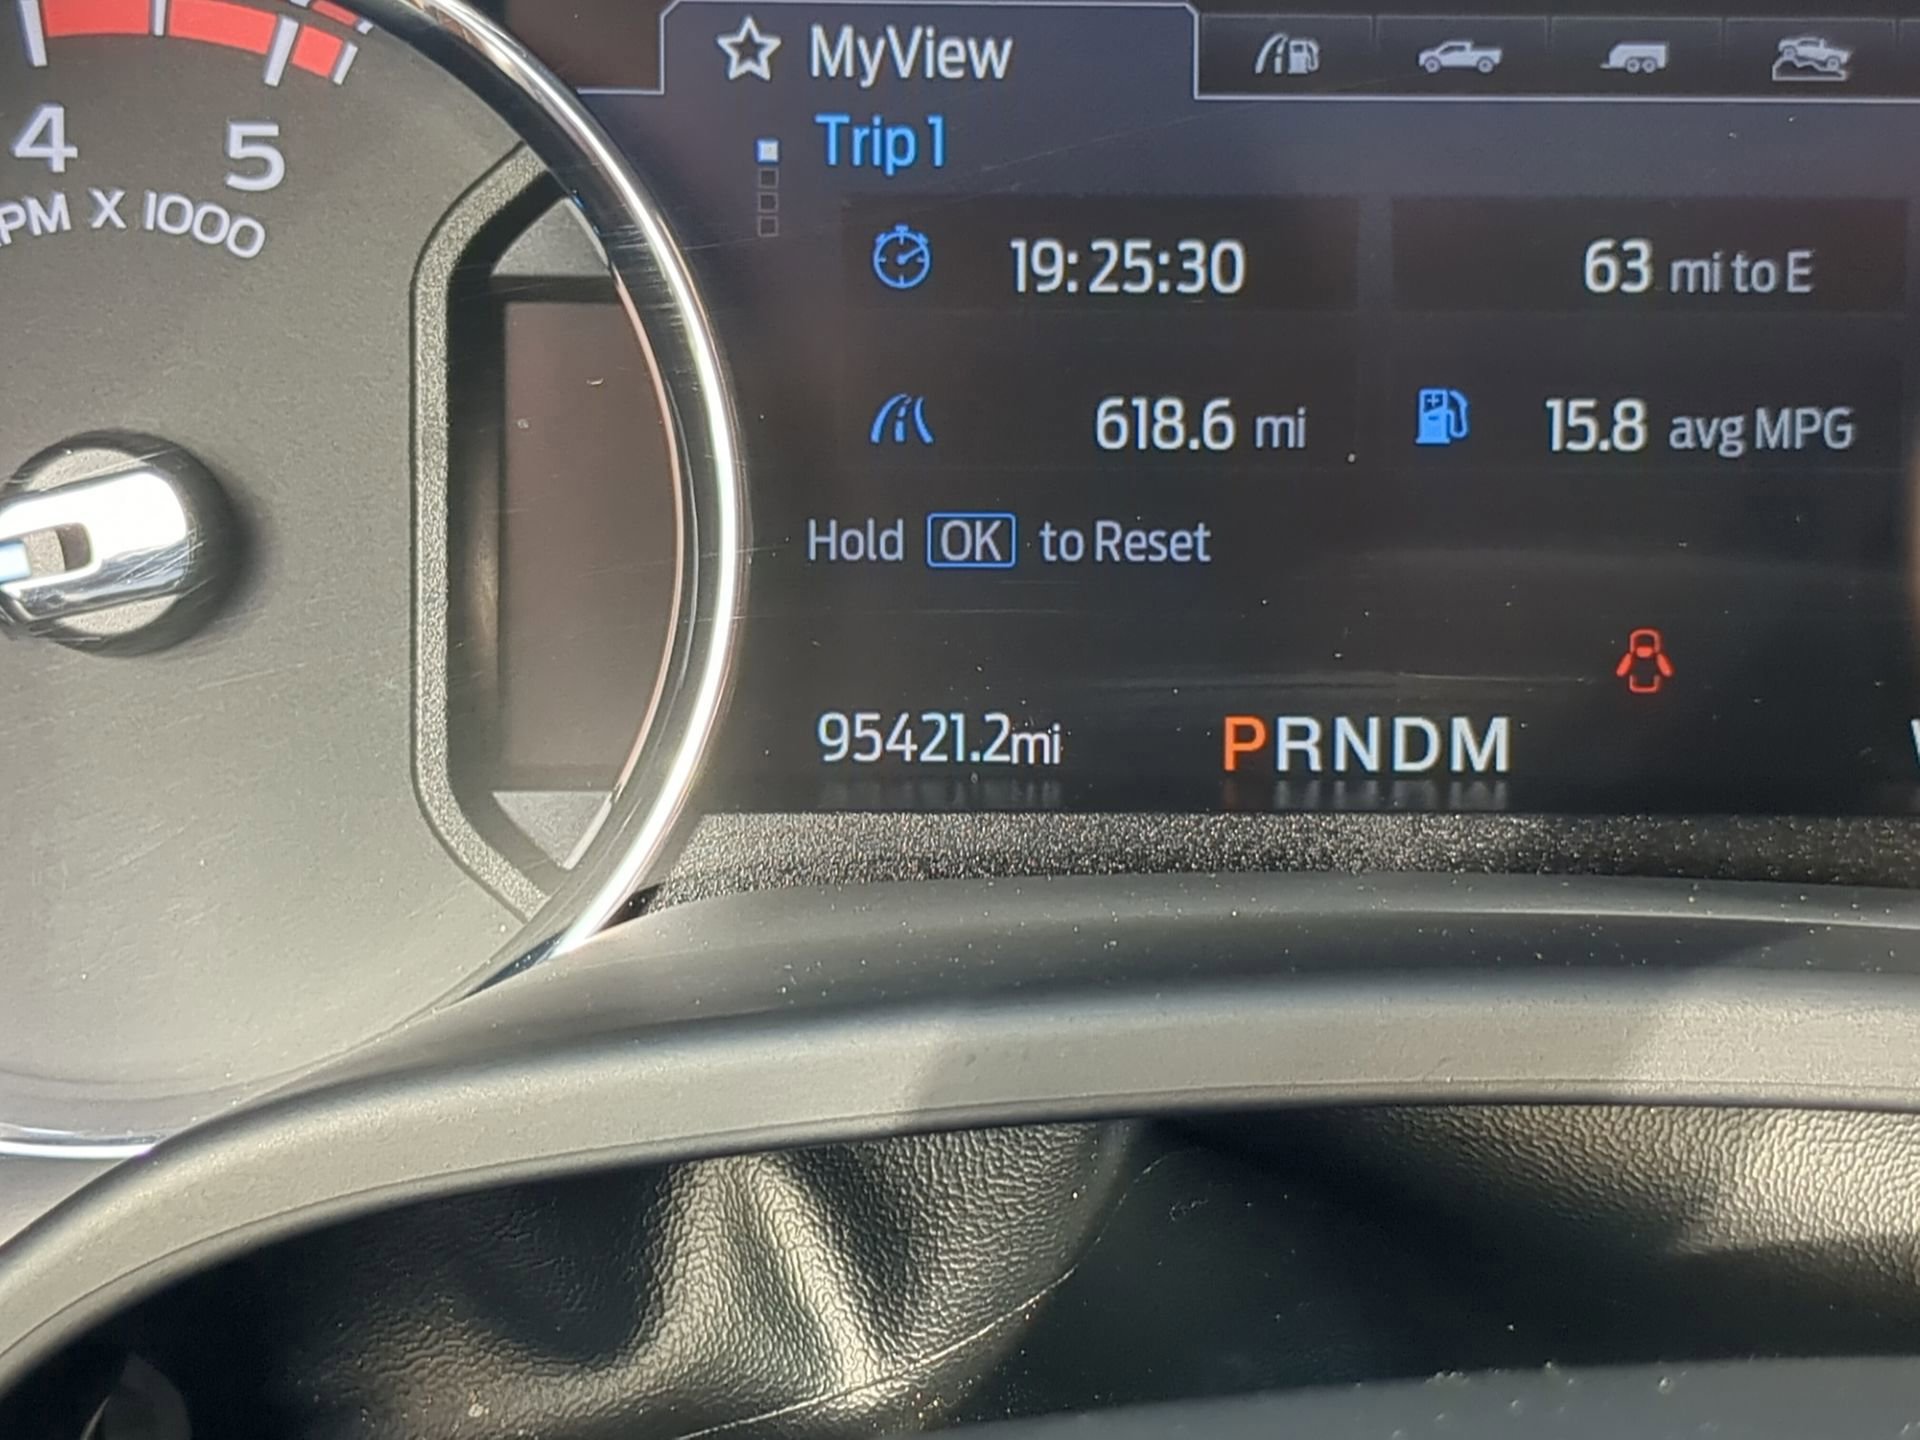 4 5
PM X 1000
MyView
Trip 1
19:25:30
63 mi to E
618.6 mi
15.8 avg MPG
Hold OK to Reset
95421.2mi
PRNDM